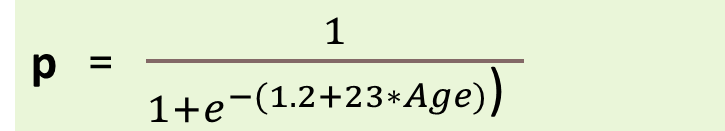 p = 1
1+e−(1.2+23∗Age))